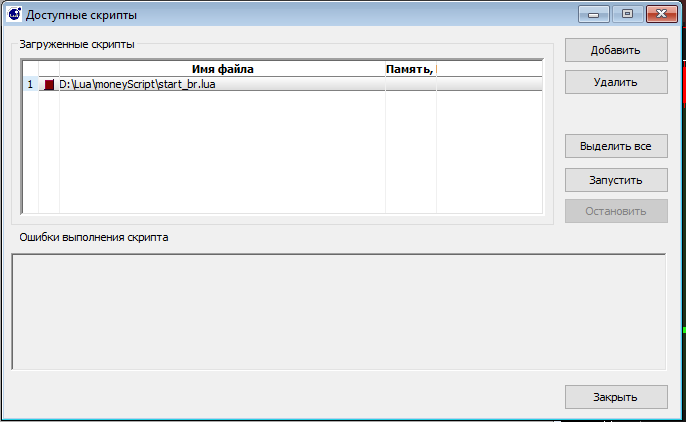 Доступные скрипты
Загруженные скрипты
Добавить
Имя файла Память,
1 D:\Lua\moneyScript\start_br.lua
Удалить
Выделить все
Запустить
Остановить
Ошибки выполнения скрипта
Закрыть